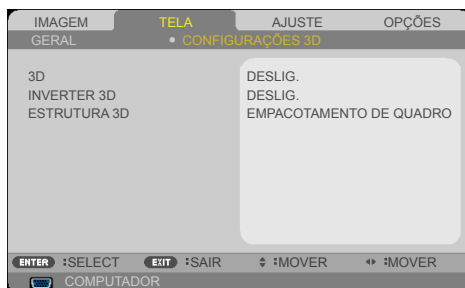 IMAGEM TELA AJUSTE OPÇÕES
GERAL • CONFIGURAÇÕES 3D
3D DESLIG.
INVERTER 3D DESLIG.
ESTRUTURA 3D EMPACOTAMENTO DE QUADRO
ENTER :SELECT EXIT :SAIR :MOVER :MOVER
COMPUTADOR